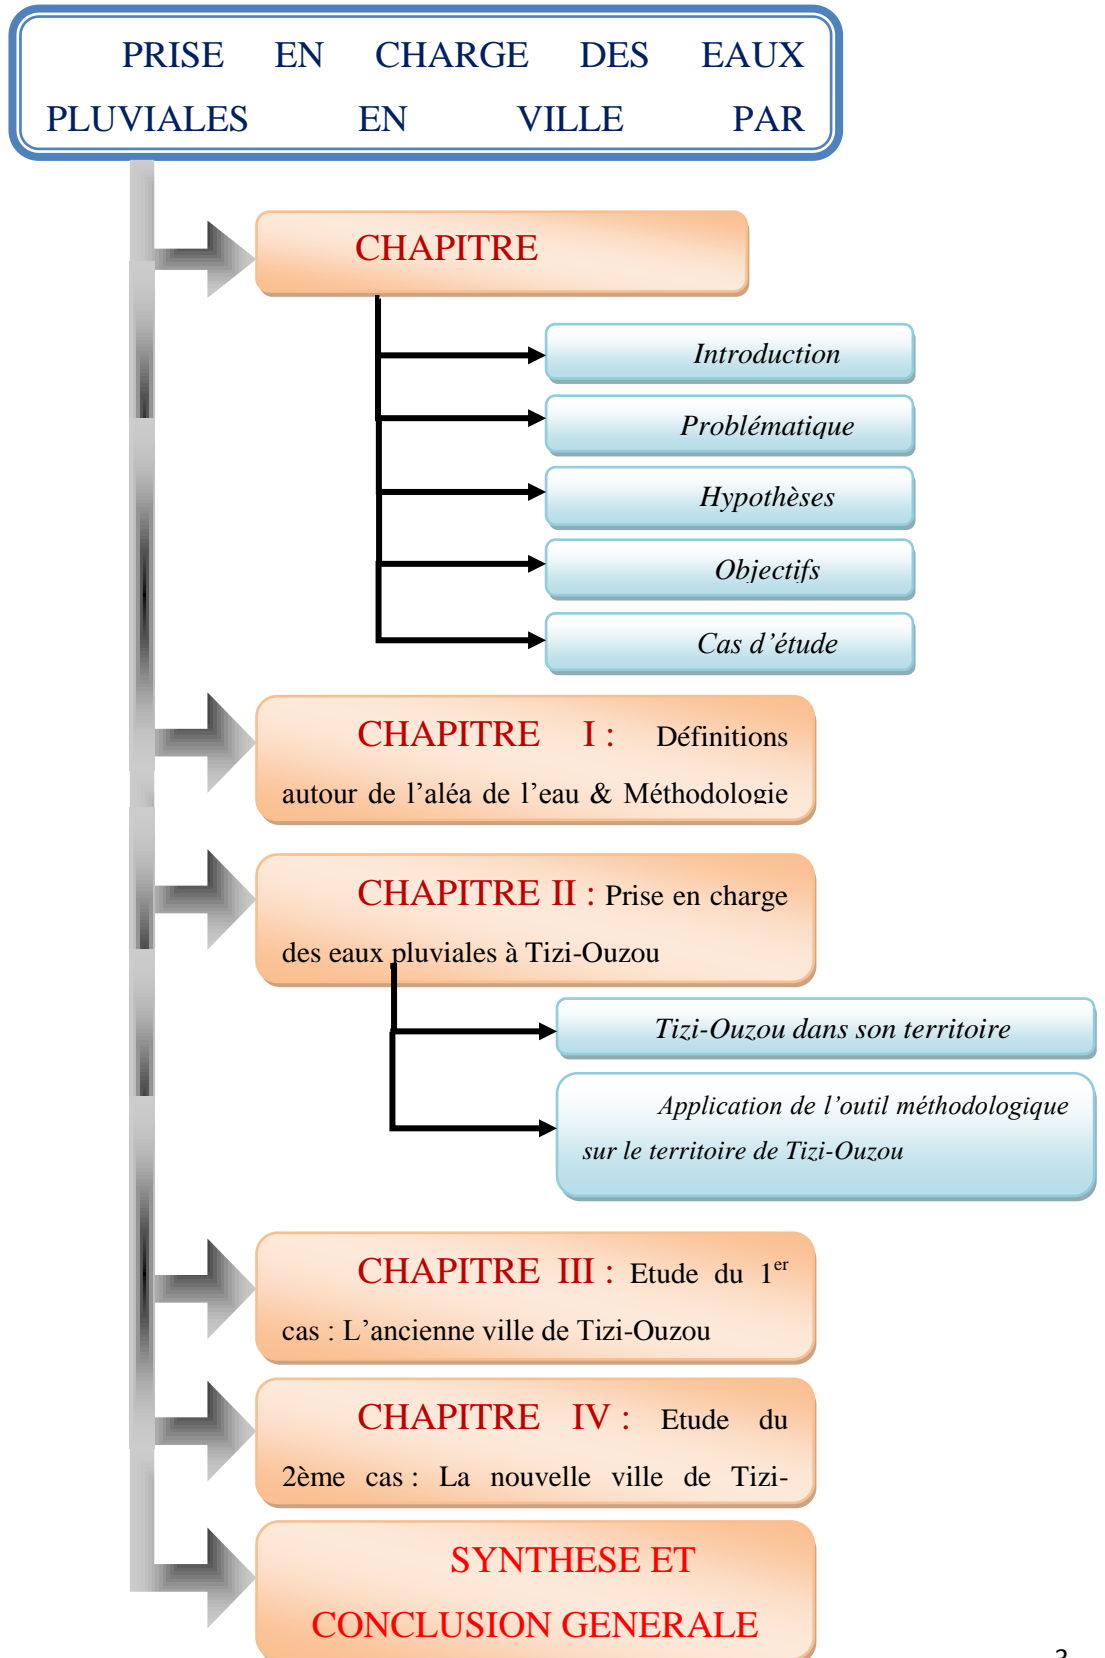 PRISE EN CHARGE DES EAUX
PLUVIALES EN VILLE PAR
CHAPITRE
Introduction
Problématique
Hypothèses
Objectifs
Cas d’étude
CHAPITRE I : Définitions
autour de l’aléa de l’eau & Méthodologie
CHAPITRE II : Prise en charge
des eaux pluviales à Tizi-Ouzou
Tizi-Ouzou dans son territoire
Application de l’outil méthodologique
sur le territoire de Tizi-Ouzou
CHAPITRE III : Etude du 1er
cas : L’ancienne ville de Tizi-Ouzou
CHAPITRE IV : Etude du
2ème cas : La nouvelle ville de Tizi-
SYNTHESE ET
CONCLUSION GENERALE